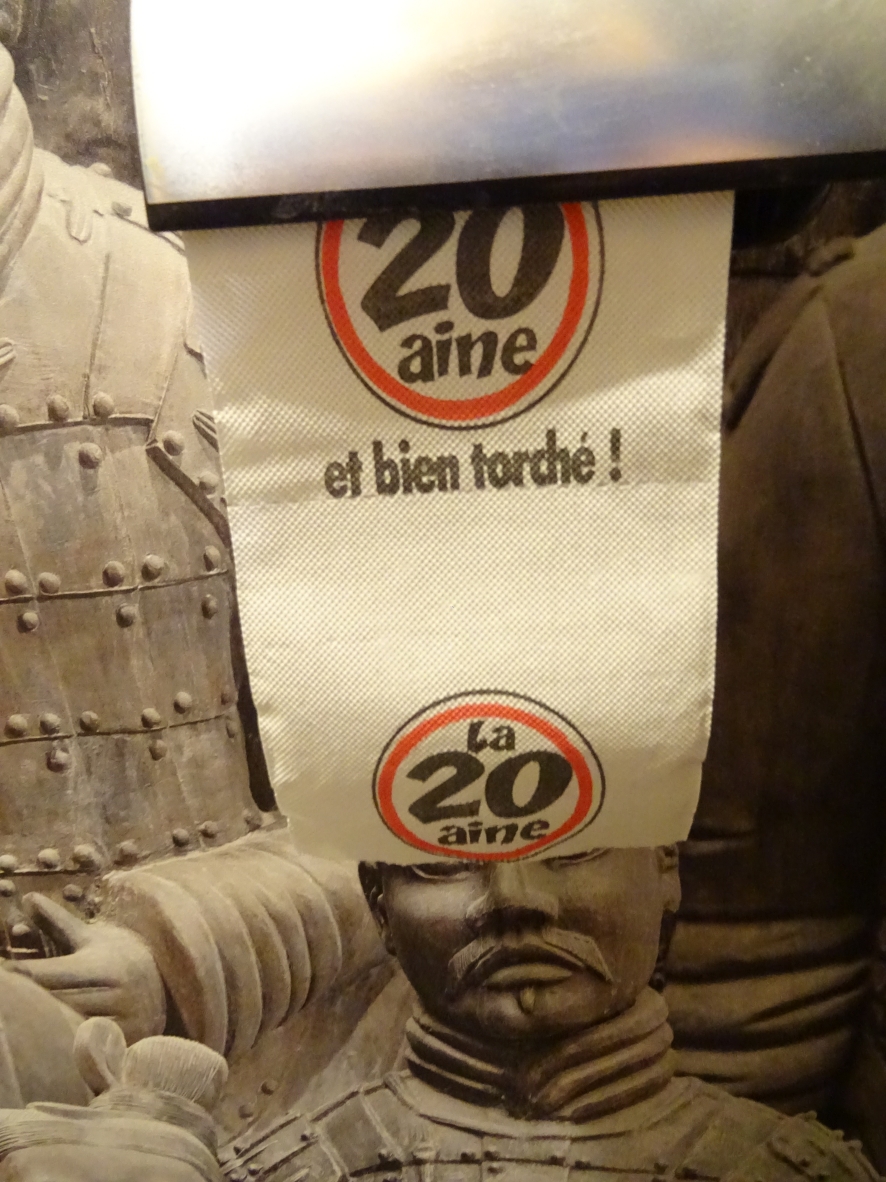 20
aine
et bien torché !
La
20
aine